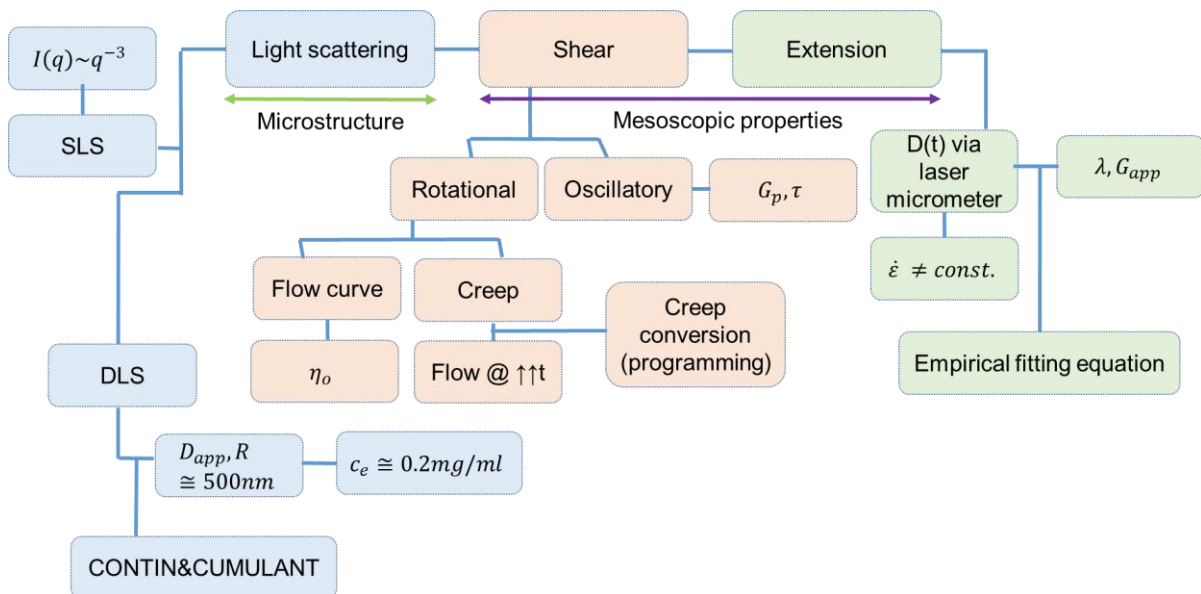 I(q)~q⁻³
Light scattering
Shear
Extension
Microstructure
Mesoscopic properties
SLS
D(t) via
laser
micrometer
λ, G_app
Rotational
Oscillatory
G_p, τ
ε̇ ≠ const.
Flow curve
Creep
Creep
conversion
(programming)
η_o
Flow @ ↑↑t
Empirical fitting equation
DLS
D_app, R
≅ 500nm
c_e ≅ 0.2mg/ml
CONTIN&CUMULANT